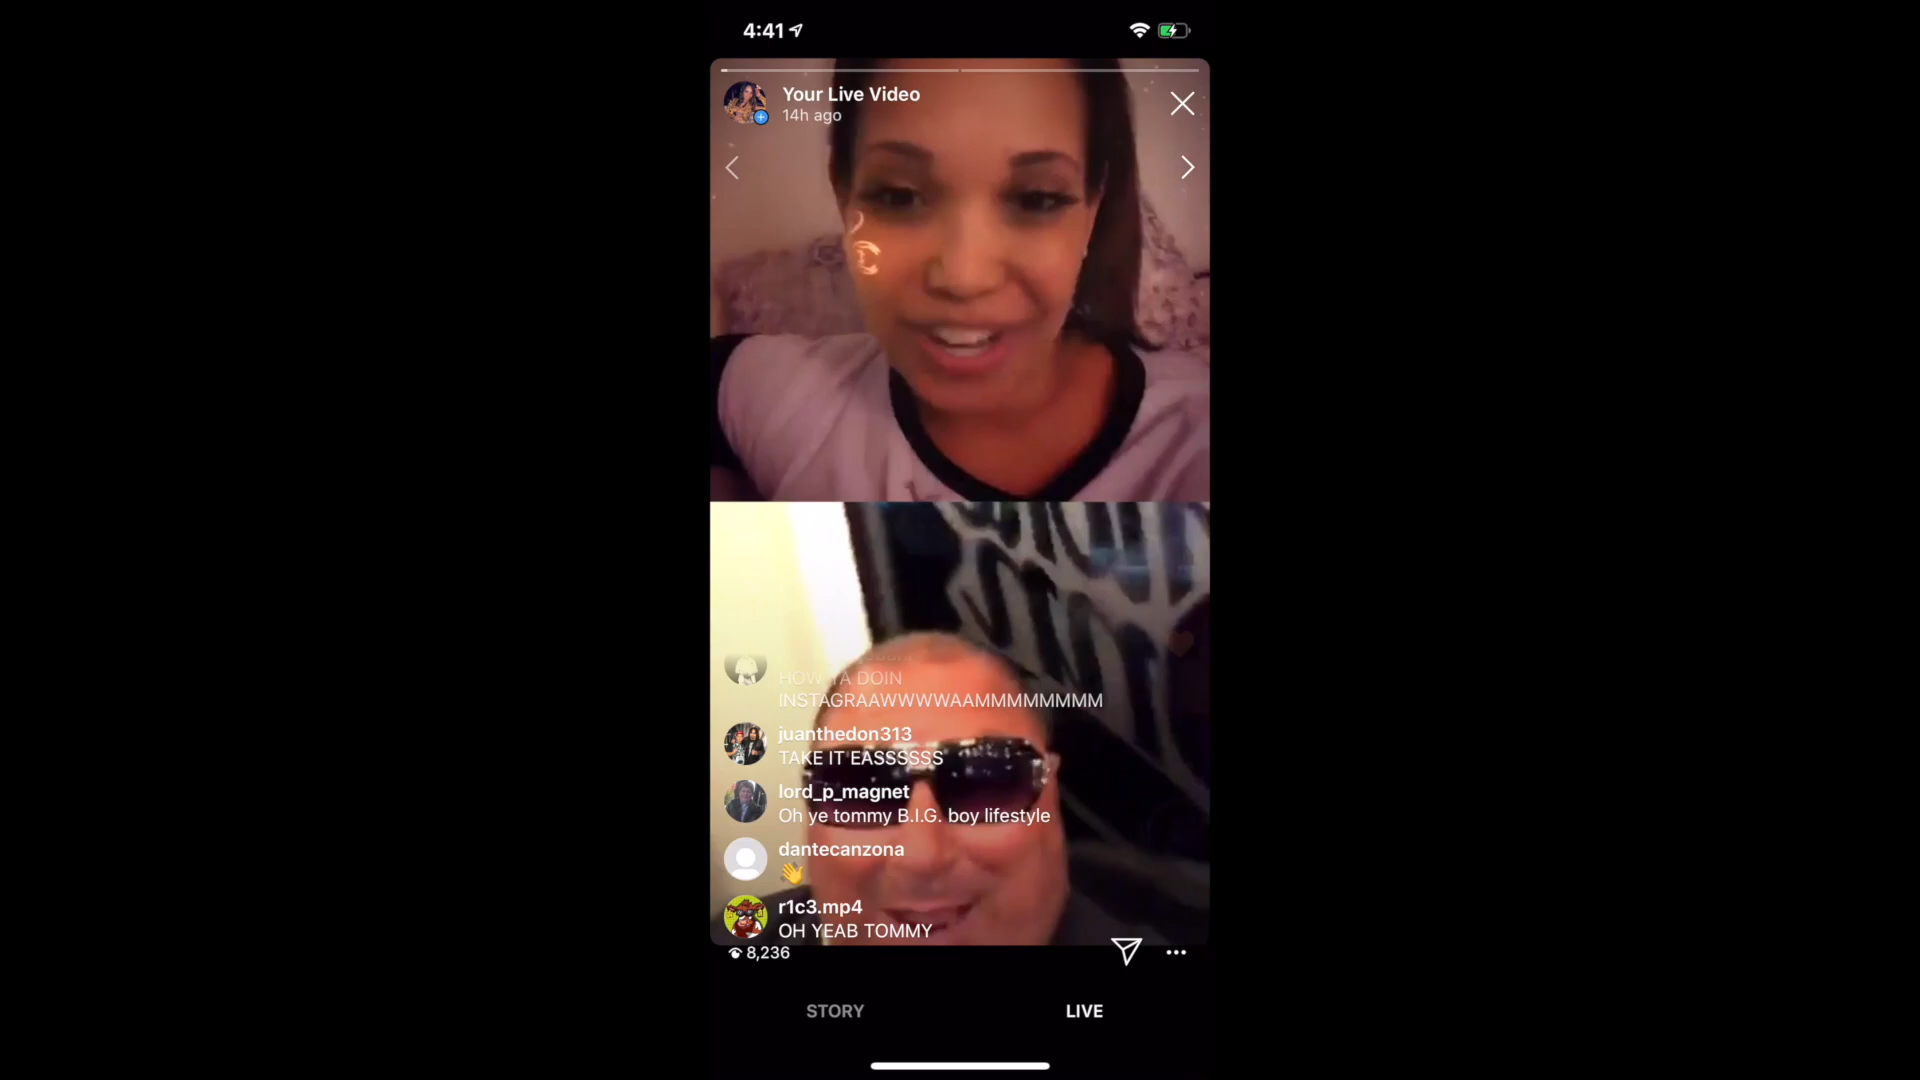 4:41
Your Live Video
14h ago
HOW YA DOIN
INSTAGRAAWWWWAAMMMMMMMM
juanthedon313
TAKE IT EASSSSSS
lord_p_magnet
Oh ye tommy B.I.G. boy lifestyle
dantecanzona
👋
r1c3.mp4
OH YEAB TOMMY
8,236
STORY
LIVE